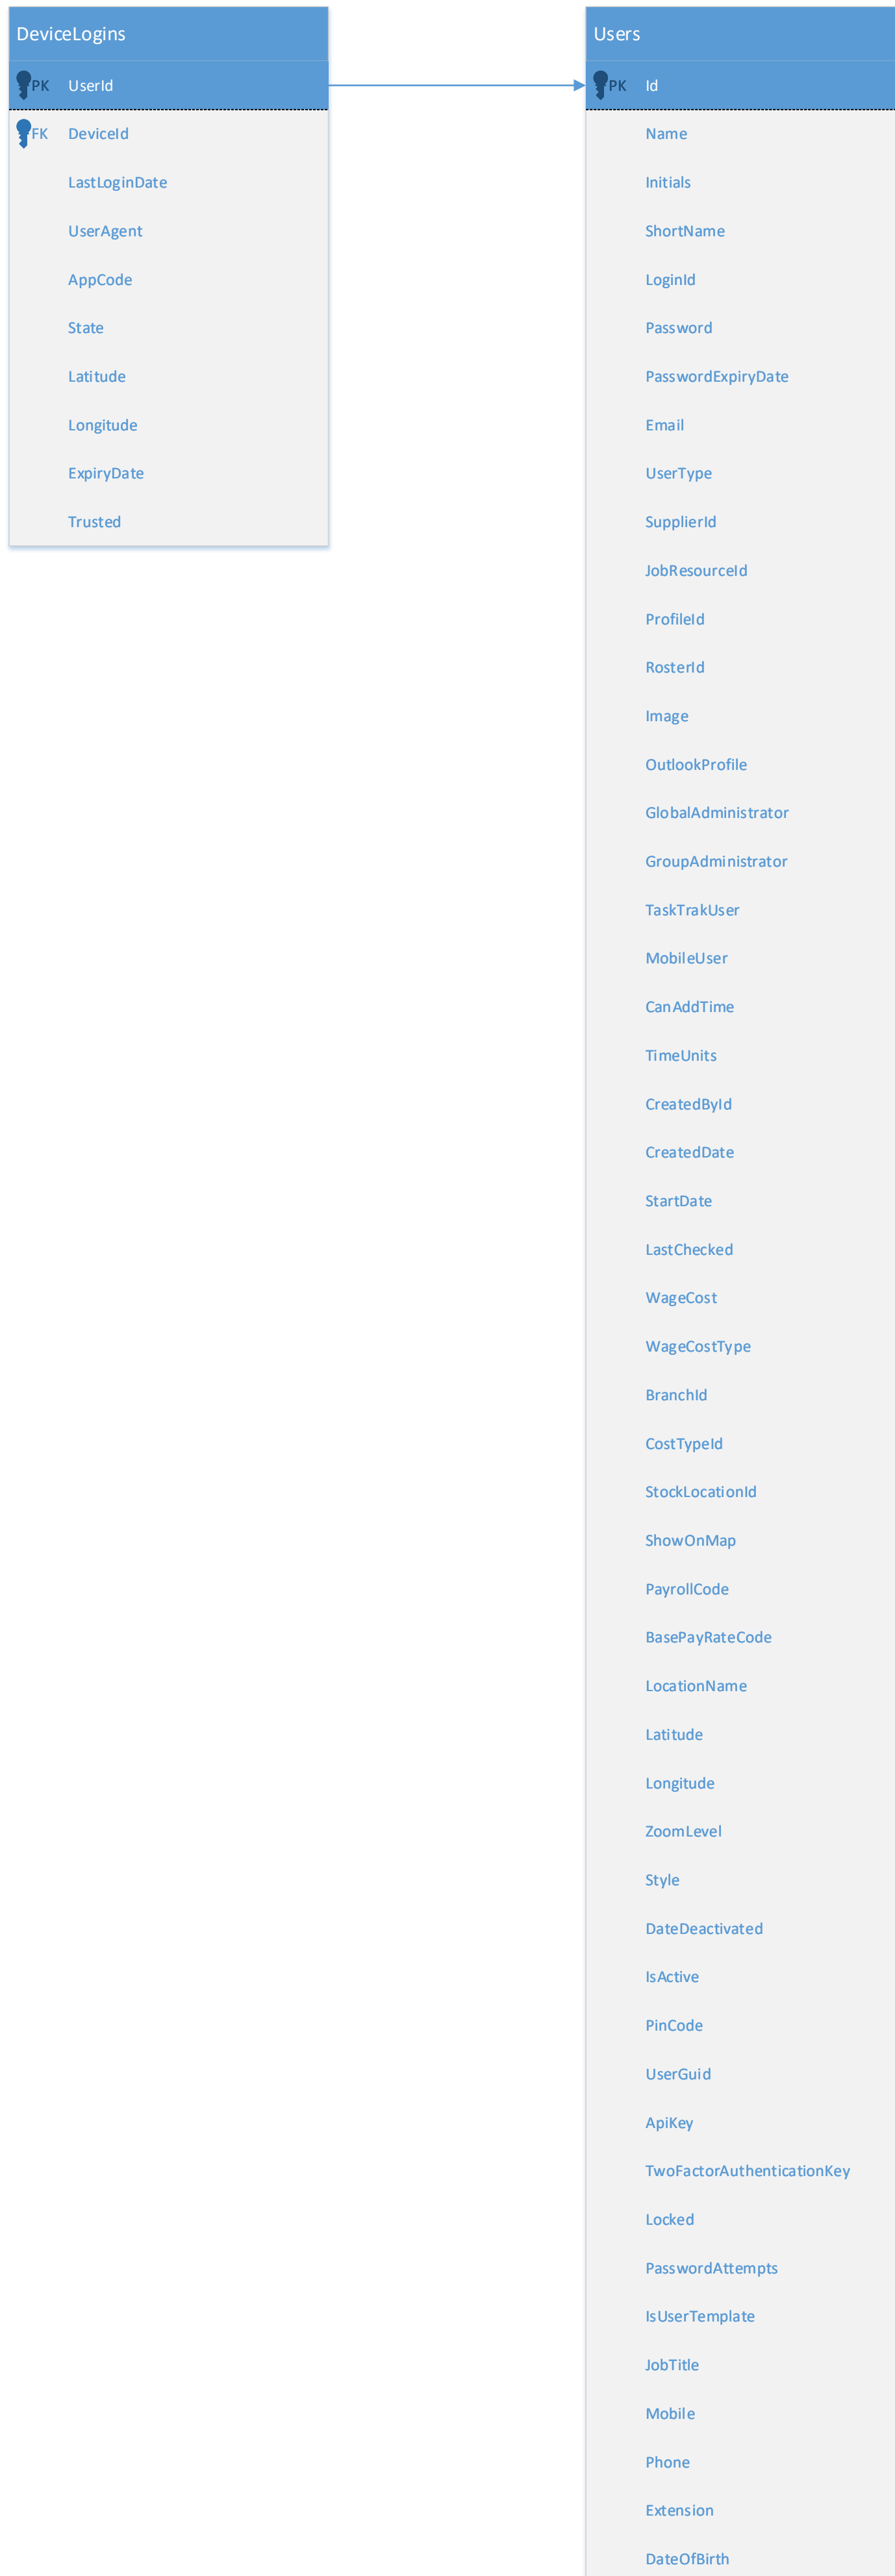 DeviceLogins
PK UserId
FK DeviceId
LastLoginDate
UserAgent
AppCode
State
Latitude
Longitude
ExpiryDate
Trusted
Users
PK Id
Name
Initials
ShortName
LoginId
Password
PasswordExpiryDate
Email
UserType
SupplierId
JobResourceId
ProfileId
RosterId
Image
OutlookProfile
GlobalAdministrator
GroupAdministrator
TaskTrakUser
MobileUser
CanAddTime
TimeUnits
CreatedById
CreatedDate
StartDate
LastChecked
WageCost
WageCostType
BranchId
CostTypeId
StockLocationId
ShowOnMap
PayrollCode
BasePayRateCode
LocationName
Latitude
Longitude
ZoomLevel
Style
DateDeactivated
IsActive
PinCode
UserGuid
ApiKey
TwoFactorAuthenticationKey
Locked
PasswordAttempts
IsUserTemplate
JobTitle
Mobile
Phone
Extension
DateOfBirth